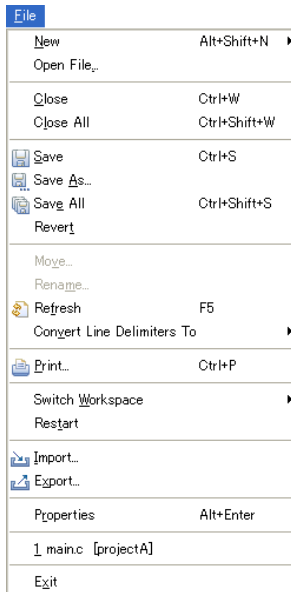 File
New Alt+Shift+N
Open File...
Close Ctrl+W
Close All Ctrl+Shift+W
Save Ctrl+S
Save As...
Save All Ctrl+Shift+S
Revert
Move...
Rename...
Refresh F5
Convert Line Delimiters To
Print... Ctrl+P
Switch Workspace
Restart
Import...
Export...
Properties Alt+Enter
1 main.c [projectA]
Exit